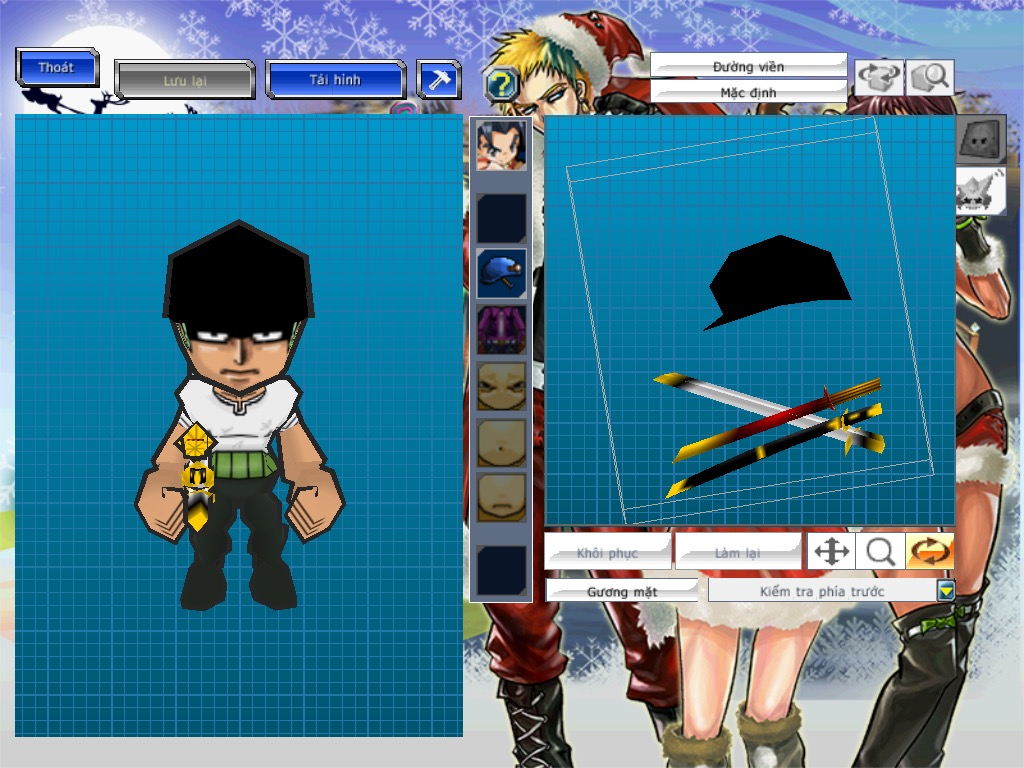 Thoát
Lưu lại
Tải hình
?
Đường viền
Mặc định
Khôi phục
Làm lại
Gương mặt
Kiểm tra phía trước